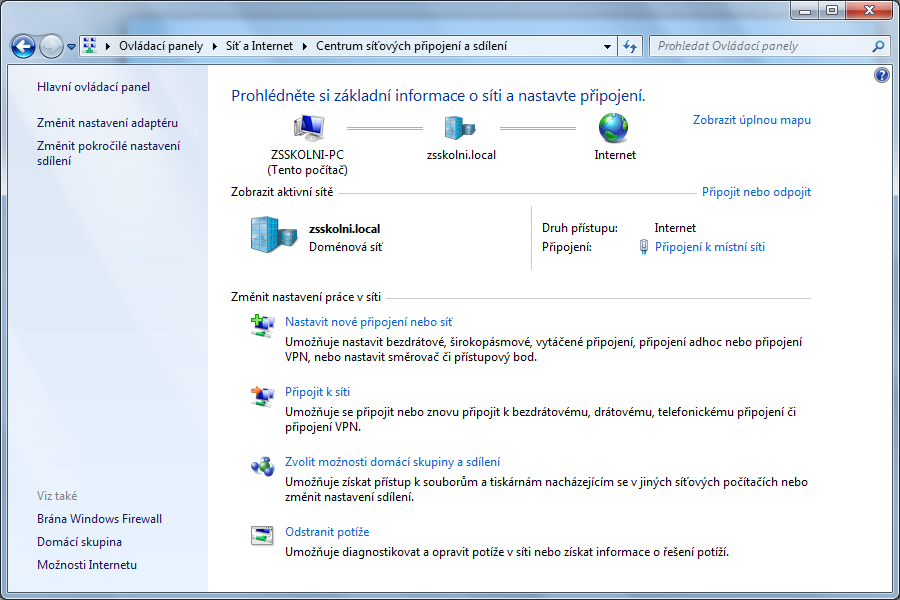 Ovládací panely Síť a Internet Centrum síťových připojení a sdílení Prohledat Ovládací panely
Hlavní ovládací panel
Změnit nastavení adaptéru
Změnit pokročilé nastavení
sdílení
Prohlédněte si základní informace o síti a nastavte připojení.
Zobrazit úplnou mapu
ZSSKOLNI-PC zsskolni.local Internet
(Tento počítač)
Zobrazit aktivní sítě Připojit nebo odpojit
zsskolni.local
Doménová síť
Druh přístupu: Internet
Připojení: Připojení k místní síti
Změnit nastavení práce v síti
Nastavit nové připojení nebo síť
Umožňuje nastavit bezdrátové, širokopásmové, vytáčené připojení, připojení adhoc nebo připojení
VPN, nebo nastavit směrovač či přístupový bod.
Připojit k síti
Umožňuje se připojit nebo znovu připojit k bezdrátovému, drátovému, telefonickému připojení či
připojení VPN.
Zvolit možnosti domácí skupiny a sdílení
Umožňuje získat přístup k souborům a tiskárnám nacházejícím se v jiných síťových počítačích nebo
změnit nastavení sdílení.
Odstranit potíže
Umožňuje diagnostikovat a opravit potíže v síti nebo získat informace o řešení potíží.
Viz také
Brána Windows Firewall
Domácí skupina
Možnosti Internetu